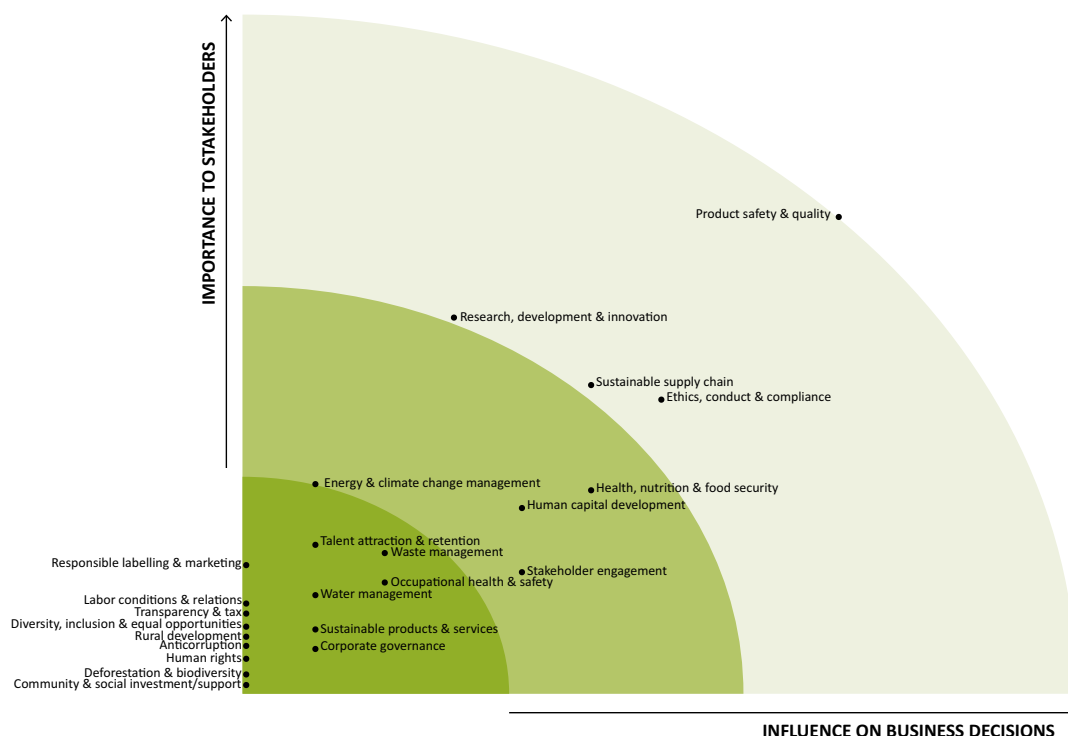 IMPORTANCE TO STAKEHOLDERS
Product safety & quality
Research, development & innovation
Sustainable supply chain
Ethics, conduct & compliance
Energy & climate change management
Health, nutrition & food security
Human capital development
Talent attraction & retention
Waste management
Responsible labelling & marketing
Stakeholder engagement
Occupational health & safety
Water management
Labor conditions & relations
Transparency & tax
Diversity, inclusion & equal opportunities
Sustainable products & services
Rural development
Anticorruption
Corporate governance
Human rights
Deforestation & biodiversity
Community & social investment/support
INFLUENCE ON BUSINESS DECISIONS